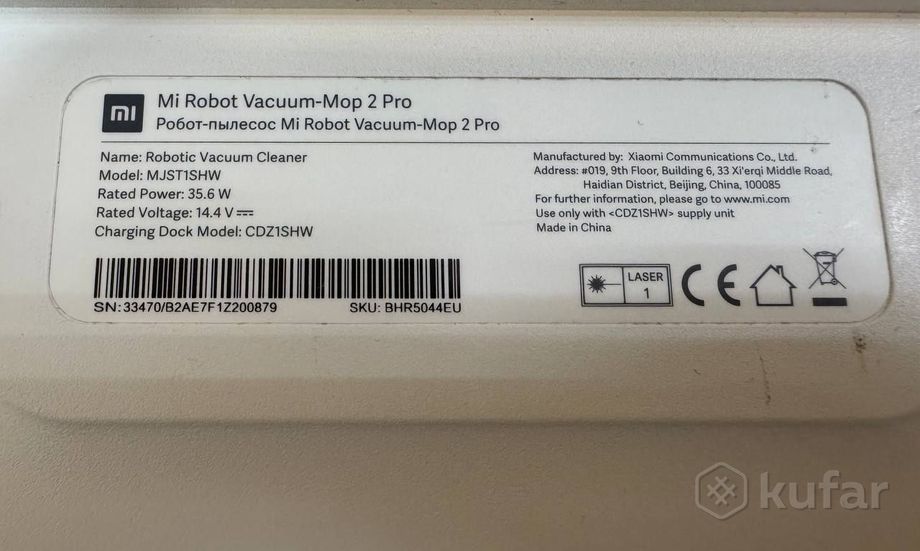 mi
Mi Robot Vacuum-Mop 2 Pro
Робот-пылесос Mi Robot Vacuum-Mop 2 Pro
Name: Robotic Vacuum Cleaner
Model: MJST1SHW
Rated Power: 35.6 W
Rated Voltage: 14.4 V ⎓
Charging Dock Model: CDZ1SHW
SN: 33470/B2AE7F1Z200879
SKU: BHR5044EU
Manufactured by: Xiaomi Communications Co., Ltd.
Address: #019, 9th Floor, Building 6, 33 Xi'erqi Middle Road,
Haidian District, Beijing, China, 100085
For further information, please go to www.mi.com
Use only with <CDZ1SHW> supply unit
Made in China
LASER
1
CE
kufar